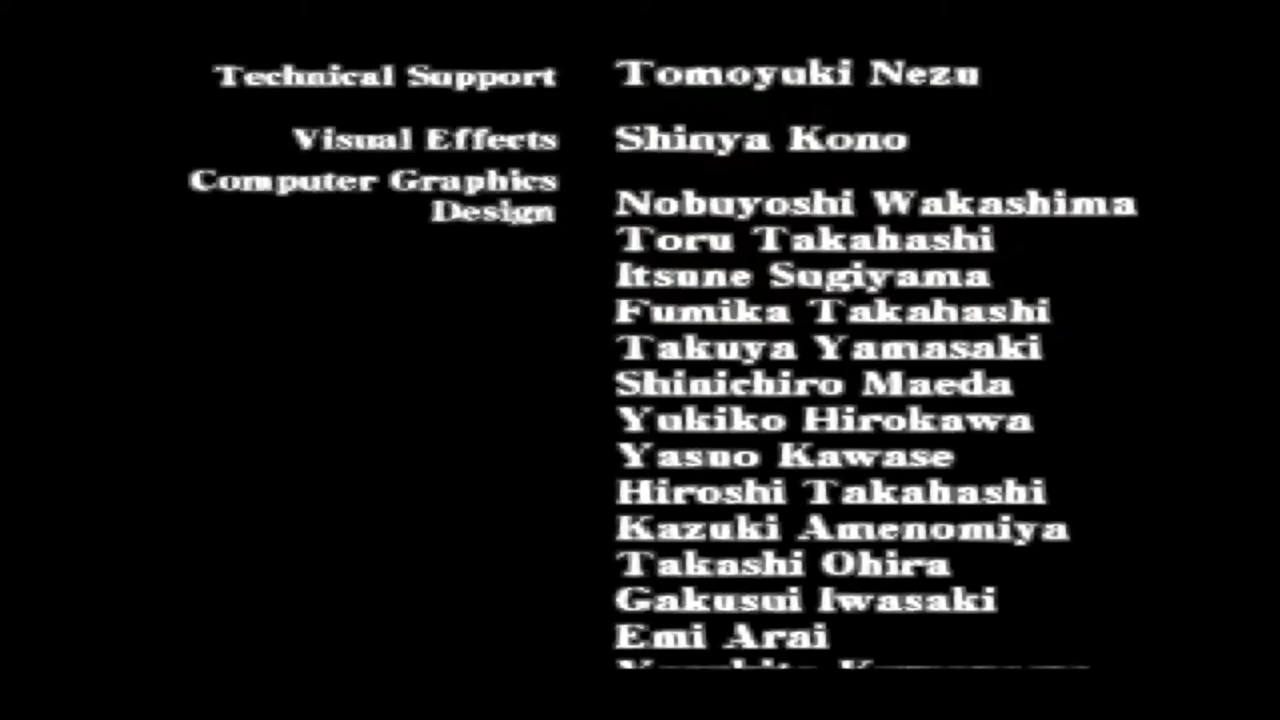 Technical Support Tomoyuki Nezu
Visual Effects Shinya Kono
Computer Graphics
Design Nobuyoshi Wakashima
Toru Takahashi
Itsune Sugiyama
Fumika Takahashi
Takuya Yamasaki
Shinichiro Maeda
Yukiko Hirokawa
Yasuo Kawase
Hiroshi Takahashi
Kazuki Amenomiya
Takashi Ohira
Gakusui Iwasaki
Emi Arai